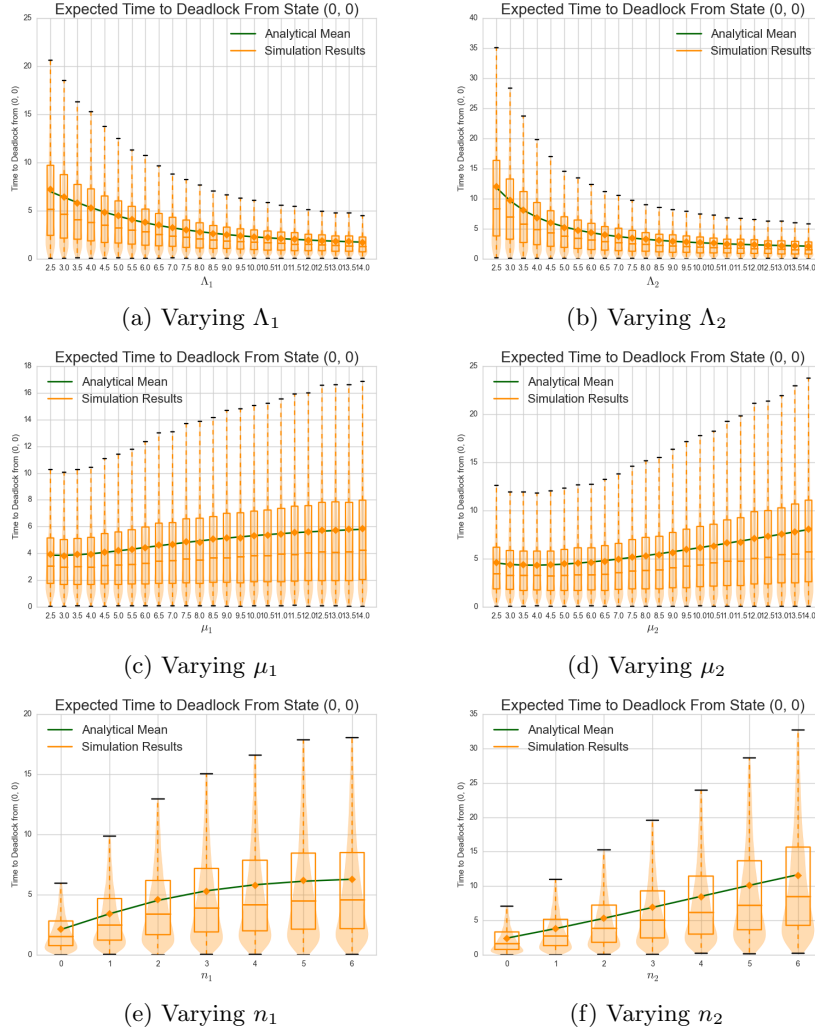 Expected Time to Deadlock From State (0, 0)
Time to Deadlock from (0, 0)
25
20
15
10
5
0
Analytical Mean
Simulation Results
2.5 3.0 3.5 4.0 4.5 5.0 5.5 6.0 6.5 7.0 7.5 8.0 8.5 9.0 9.5 10.010.511.011.512.012.513.013.514.0
Λ1
(a) Varying Λ1
Expected Time to Deadlock From State (0, 0)
Time to Deadlock from (0, 0)
40
35
30
25
20
15
10
5
0
Analytical Mean
Simulation Results
2.5 3.0 3.5 4.0 4.5 5.0 5.5 6.0 6.5 7.0 7.5 8.0 8.5 9.0 9.5 10.010.511.011.512.012.513.013.514.0
Λ2
(b) Varying Λ2
Expected Time to Deadlock From State (0, 0)
Time to Deadlock from (0, 0)
18
16
14
12
10
8
6
4
2
0
Analytical Mean
Simulation Results
2.5 3.0 3.5 4.0 4.5 5.0 5.5 6.0 6.5 7.0 7.5 8.0 8.5 9.0 9.5 10.010.511.011.512.012.513.013.514.0
μ1
(c) Varying μ1
Expected Time to Deadlock From State (0, 0)
Time to Deadlock from (0, 0)
25
20
15
10
5
0
Analytical Mean
Simulation Results
2.5 3.0 3.5 4.0 4.5 5.0 5.5 6.0 6.5 7.0 7.5 8.0 8.5 9.0 9.5 10.010.511.011.512.012.513.013.514.0
μ2
(d) Varying μ2
Expected Time to Deadlock From State (0, 0)
Time to Deadlock from (0, 0)
20
15
10
5
0
Analytical Mean
Simulation Results
0 1 2 3 4 5 6
n1
(e) Varying n1
Expected Time to Deadlock From State (0, 0)
Time to Deadlock from (0, 0)
35
30
25
20
15
10
5
0
Analytical Mean
Simulation Results
0 1 2 3 4 5 6
n2
(f) Varying n2